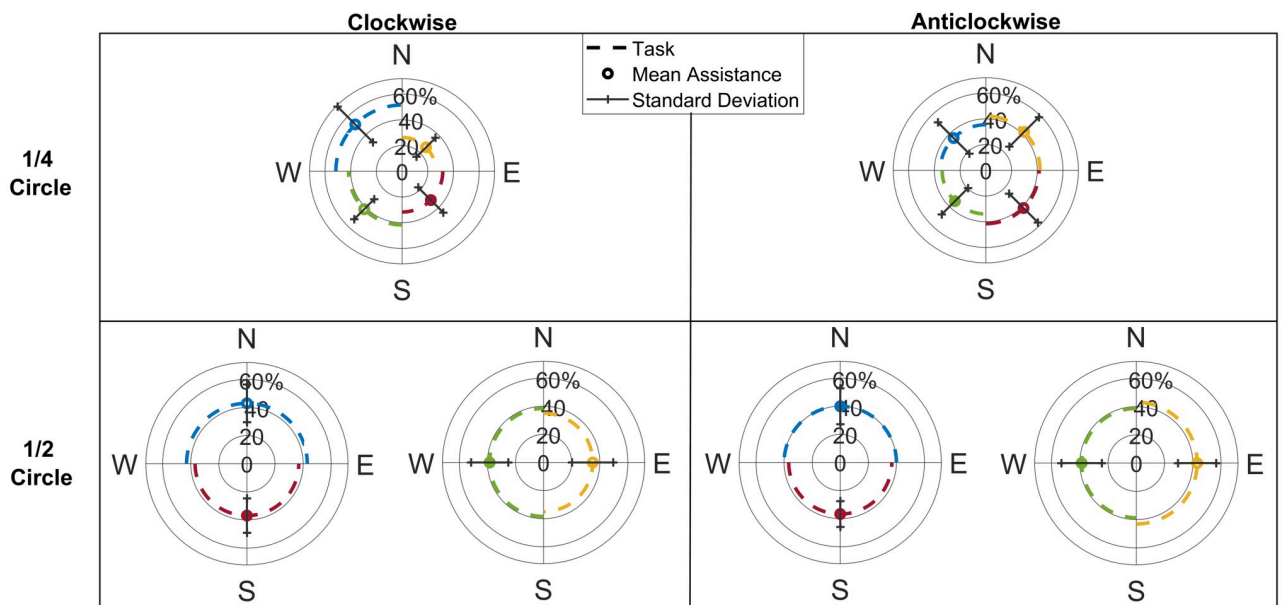 Clockwise
Anticlockwise
Task
Mean Assistance
Standard Deviation
1/4
Circle
N
60%
40
20
0
W
E
S
N
60%
40
20
0
W
E
S
1/2
Circle
N
60%
40
20
0
W
E
S
N
60%
40
20
0
W
E
S
N
60%
40
20
0
W
E
S
N
60%
40
20
0
W
E
S